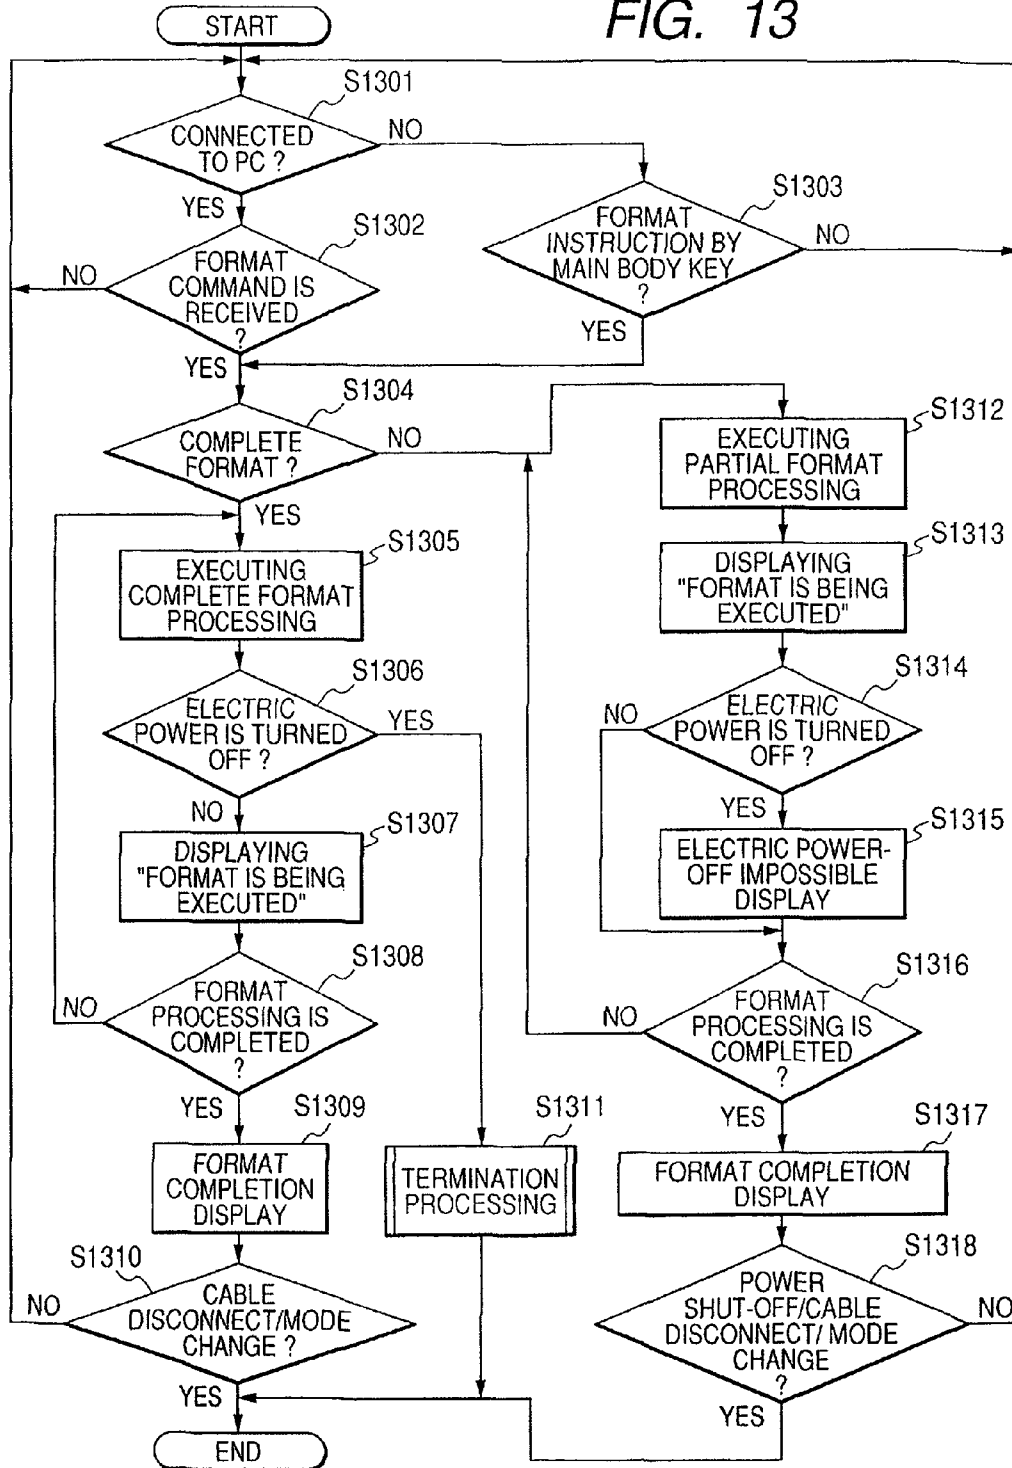 FIG. 13
START
S1301
CONNECTED
TO PC ?
NO
YES
S1302
FORMAT
COMMAND IS
RECEIVED
?
NO
YES
S1303
FORMAT
INSTRUCTION BY
MAIN BODY KEY
?
NO
YES
S1304
COMPLETE
FORMAT ?
NO
YES
S1305
EXECUTING
COMPLETE FORMAT
PROCESSING
S1306
ELECTRIC
POWER IS TURNED
OFF ?
YES
NO
S1307
DISPLAYING
"FORMAT IS BEING
EXECUTED"
S1308
FORMAT
PROCESSING IS
COMPLETED
?
NO
YES
S1309
FORMAT
COMPLETION
DISPLAY
S1310
CABLE
DISCONNECT/MODE
CHANGE ?
NO
YES
END
S1311
TERMINATION
PROCESSING
S1312
EXECUTING
PARTIAL FORMAT
PROCESSING
S1313
DISPLAYING
"FORMAT IS BEING
EXECUTED"
S1314
ELECTRIC
POWER IS TURNED
OFF ?
NO
YES
S1315
ELECTRIC POWER-
OFF IMPOSSIBLE
DISPLAY
S1316
FORMAT
PROCESSING IS
COMPLETED
?
NO
YES
S1317
FORMAT COMPLETION
DISPLAY
S1318
POWER
SHUT-OFF/CABLE
DISCONNECT/ MODE
CHANGE
?
NO
YES